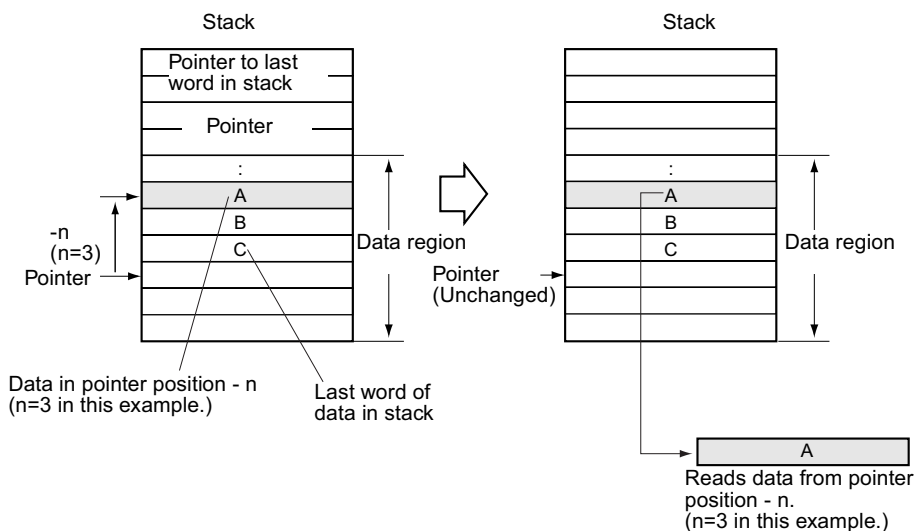 Stack
Pointer to last
word in stack
Pointer
:
A
B
C
-n
(n=3)
Pointer
Data region
Data in pointer position - n
(n=3 in this example.)
Last word of
data in stack
Stack
:
A
B
C
Pointer
(Unchanged)
Data region
A
Reads data from pointer
position - n.
(n=3 in this example.)